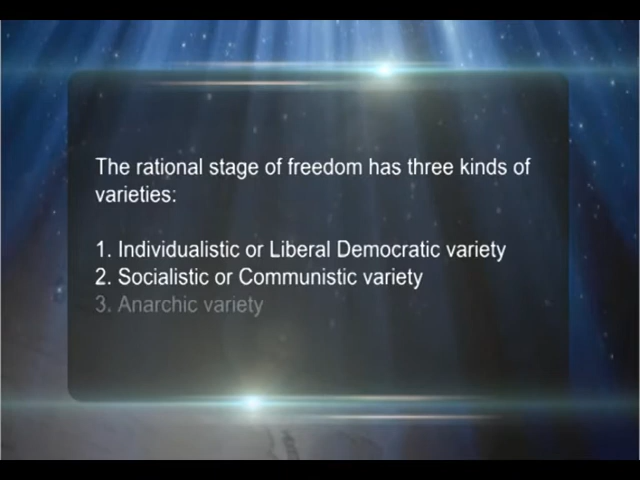 The rational stage of freedom has three kinds of
varieties:
1. Individualistic or Liberal Democratic variety
2. Socialistic or Communistic variety
3. Anarchic variety